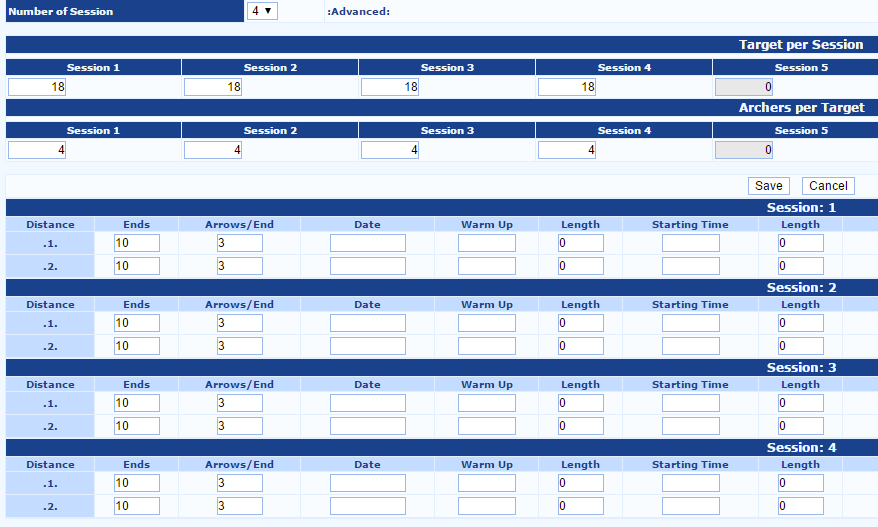 Number of Session 4 :Advanced:
Target per Session
Session 1 Session 2 Session 3 Session 4 Session 5
18 18 18 18 0
Archers per Target
Session 1 Session 2 Session 3 Session 4 Session 5
4 4 4 4 0
Save Cancel
Session: 1
Distance Ends Arrows/End Date Warm Up Length Starting Time Length
.1. 10 3 0 0
.2. 10 3 0 0
Session: 2
Distance Ends Arrows/End Date Warm Up Length Starting Time Length
.1. 10 3 0 0
.2. 10 3 0 0
Session: 3
Distance Ends Arrows/End Date Warm Up Length Starting Time Length
.1. 10 3 0 0
.2. 10 3 0 0
Session: 4
Distance Ends Arrows/End Date Warm Up Length Starting Time Length
.1. 10 3 0 0
.2. 10 3 0 0